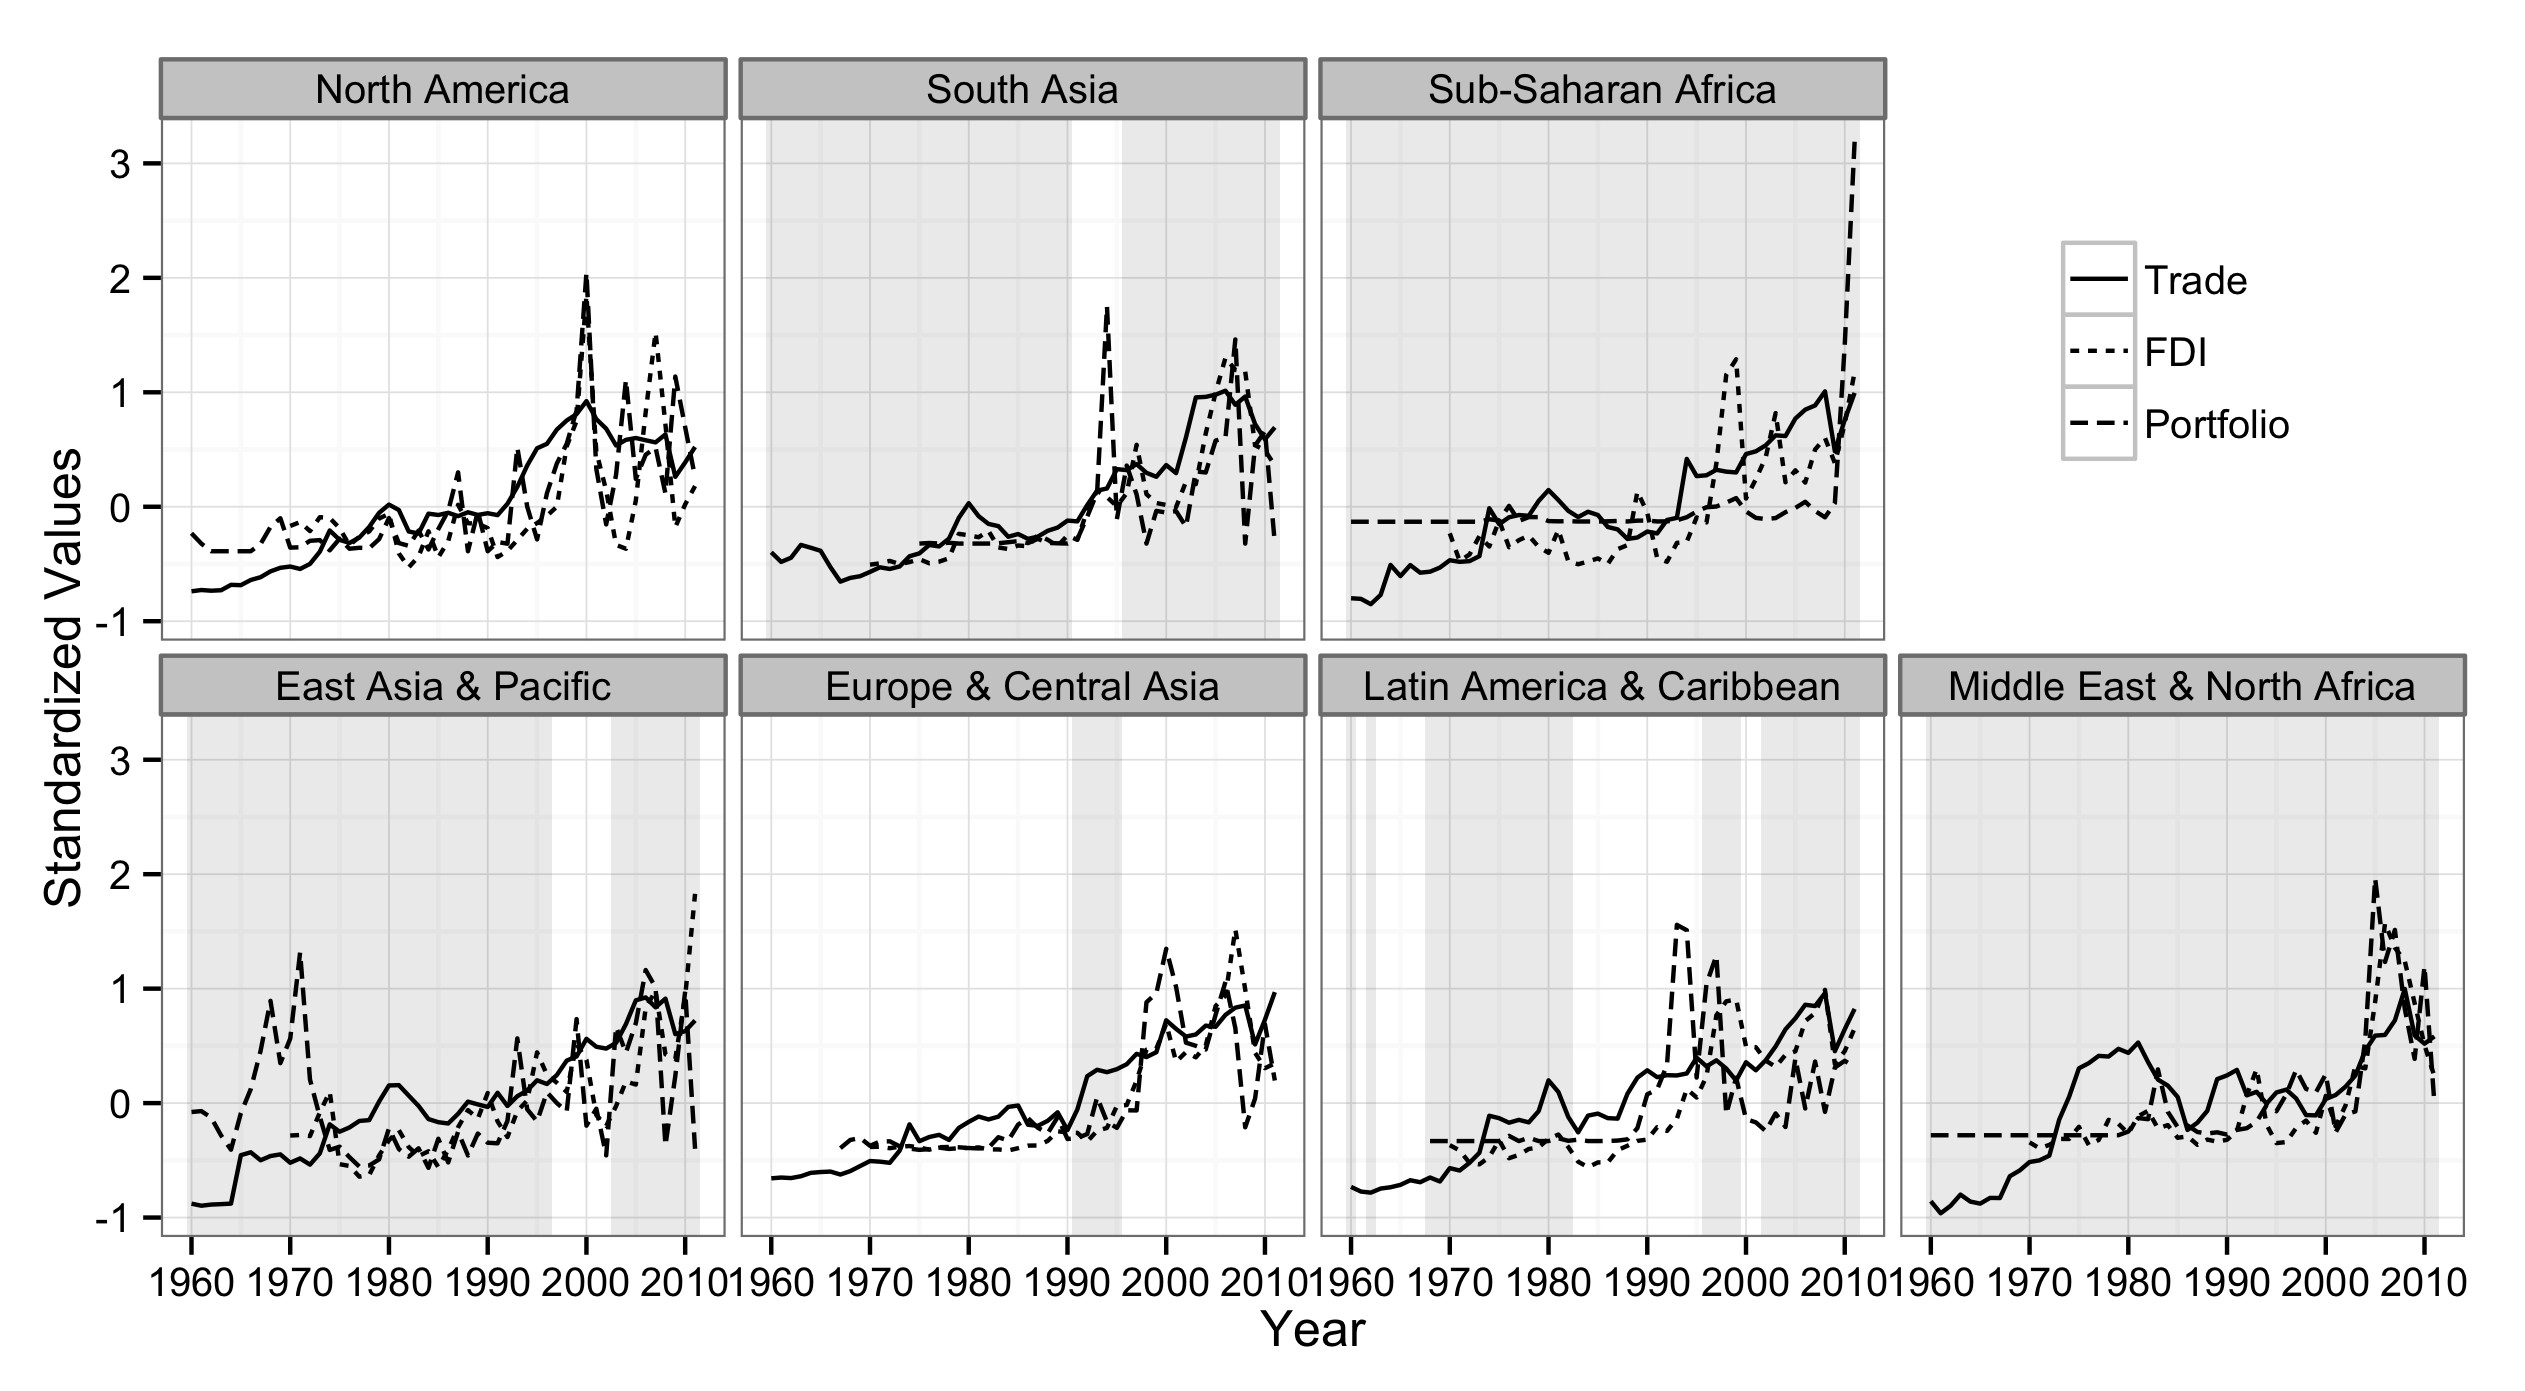 North America
South Asia
Sub-Saharan Africa
3
2
1
0
-1
Trade
FDI
Portfolio
Standardized Values
East Asia & Pacific
Europe & Central Asia
Latin America & Caribbean
Middle East & North Africa
3
2
1
0
-1
1960 1970 1980 1990 2000 2010
1960 1970 1980 1990 2000 2010
1960 1970 1980 1990 2000 2010
1960 1970 1980 1990 2000 2010
Year